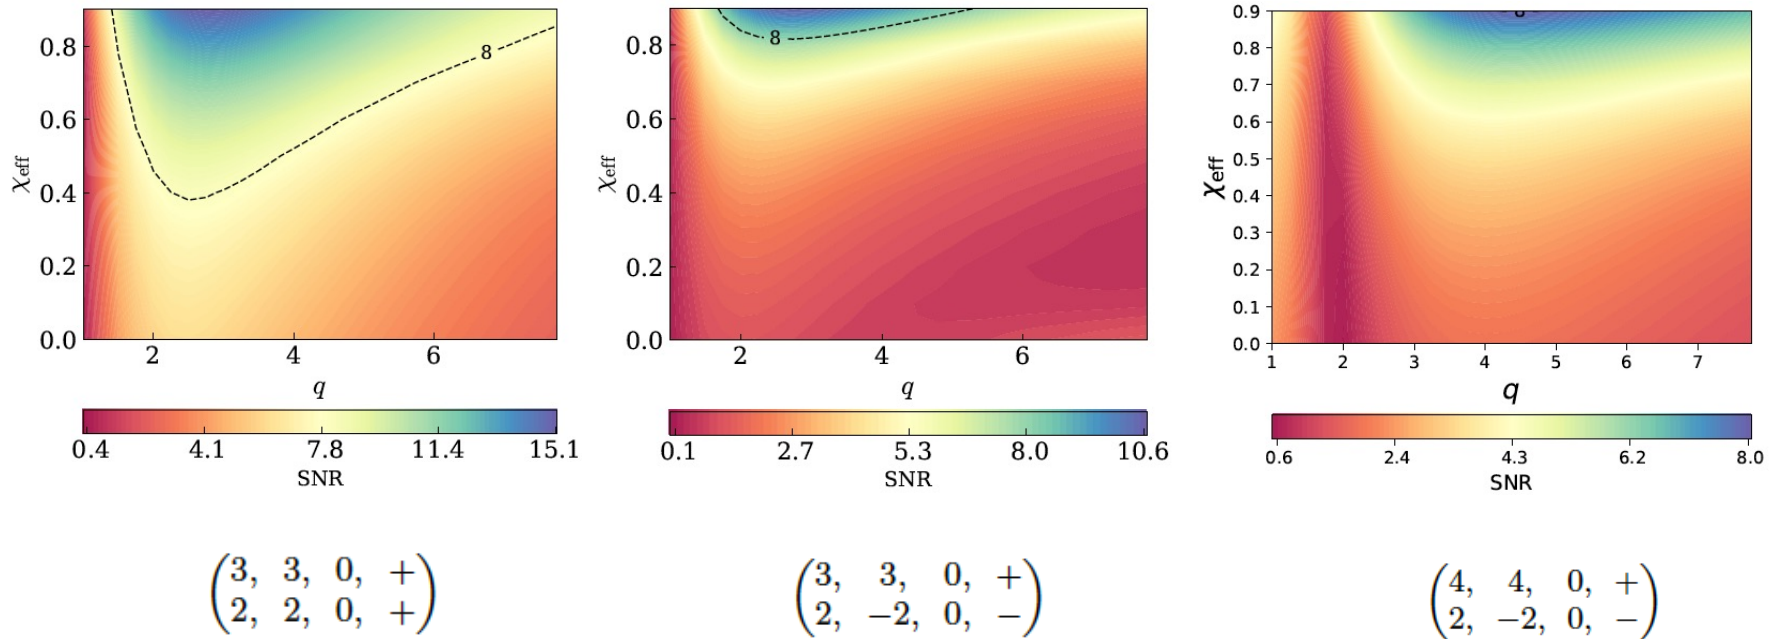 0.8
0.6
0.4
0.2
0.0
χeff
8
2 4 6
q
0.4 4.1 7.8 11.4 15.1
SNR
(3, 3, 0, +
2, 2, 0, +)
0.8
0.6
0.4
0.2
0.0
χeff
8
2 4 6
q
0.1 2.7 5.3 8.0 10.6
SNR
(3, 3, 0, +
2, −2, 0, −)
0.9
0.8
0.7
0.6
0.5
0.4
0.3
0.2
0.1
0.0
χeff
1 2 3 4 5 6 7
q
0.6 2.4 4.3 6.2 8.0
SNR
(4, 4, 0, +
2, −2, 0, −)